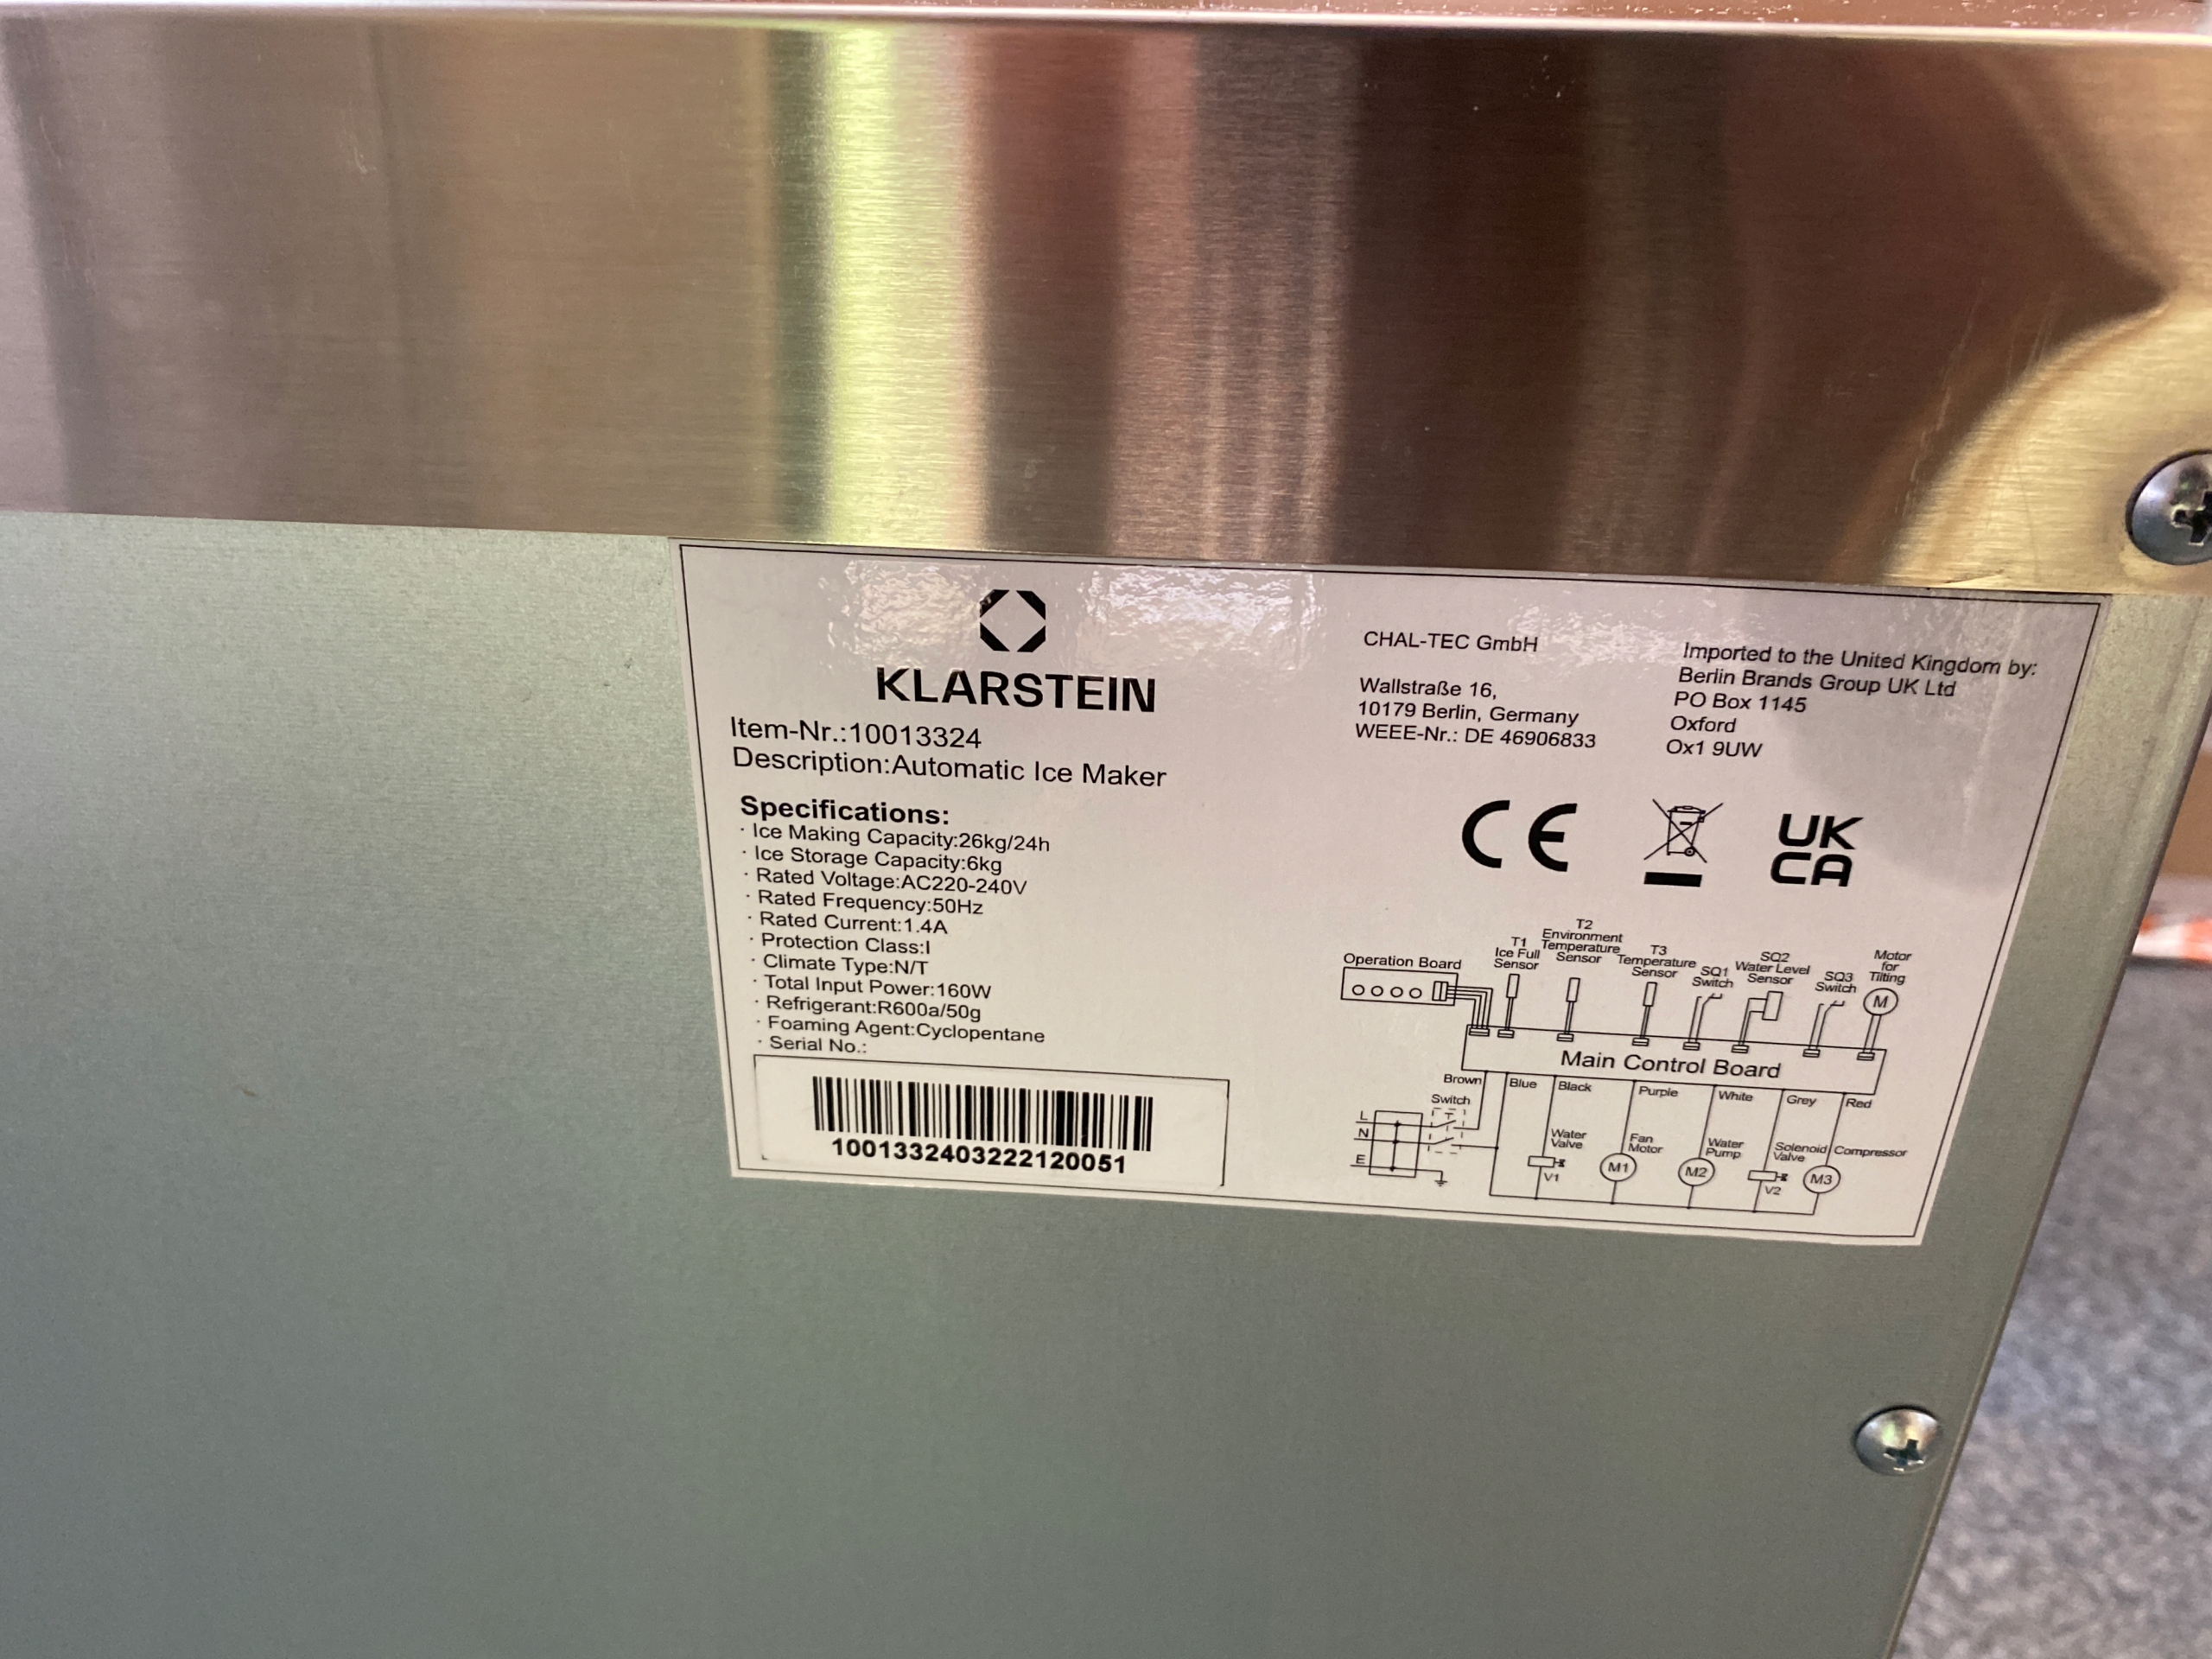 KLARSTEIN
Item-Nr.:10013324
Description:Automatic Ice Maker
Specifications:
· Ice Making Capacity:26kg/24h
· Ice Storage Capacity:6kg
· Rated Voltage:AC220-240V
· Rated Frequency:50Hz
· Rated Current:1.4A
· Protection Class:I
· Climate Type:N/T
· Total Input Power:160W
· Refrigerant:R600a/50g
· Foaming Agent:Cyclopentane
· Serial No.:
1001332403222120051
CHAL-TEC GmbH
Wallstraße 16,
10179 Berlin, Germany
WEEE-Nr.: DE 46906833
Imported to the United Kingdom by:
Berlin Brands Group UK Ltd
PO Box 1145
Oxford
Ox1 9UW
CE
UK
CA
Operation Board
T1
Ice Full
Sensor
T2
Environment
Temperature
Sensor
T3
Temperature
Sensor
SQ1
Switch
SQ2
Water Level
Sensor
SQ3
Switch
Motor
for
Tilting
M
Main Control Board
Brown
Blue
Black
Purple
White
Grey
Red
Switch
L
N
E
Water
Valve
V1
Fan
Motor
M1
Water
Pump
M2
Solenoid
Valve
V2
Compressor
M3